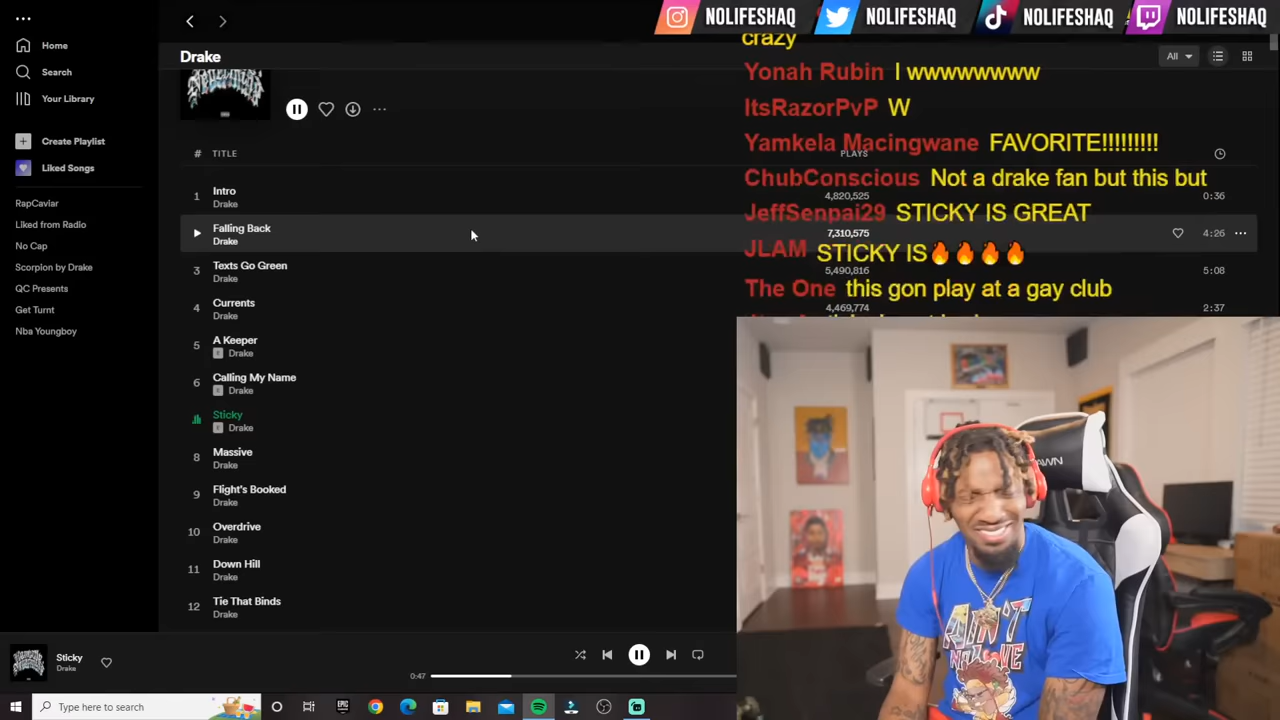 NOLIFESHAQ NOLIFESHAQ NOLIFESHAQ NOLIFESHAQ
crazy
Yonah Rubin I wwwwwwww
ItsRazorPvP W
Yamkela Macingwane FAVORITE!!!!!!!!!
ChubConscious Not a drake fan but this but
JeffSenpai29 STICKY IS GREAT
JLAM STICKY IS🔥🔥🔥🔥
The One this gon play at a gay club
Home
Search
Your Library
Create Playlist
Liked Songs
RapCaviar
Liked from Radio
No Cap
Scorpion by Drake
QC Presents
Get Turnt
Nba Youngboy
Drake
All
# TITLE PLAYS
1 Intro 4,820,525 0:36
Drake
Falling Back 7,310,575 4:26
Drake
3 Texts Go Green 5,490,816 5:08
Drake
4 Currents 4,469,774 2:37
Drake
5 A Keeper
E Drake
6 Calling My Name
E Drake
Sticky
E Drake
8 Massive
Drake
9 Flight's Booked
Drake
10 Overdrive
Drake
11 Down Hill
Drake
12 Tie That Binds
Drake
Sticky
Drake
0:47
Type here to search
AIN'T